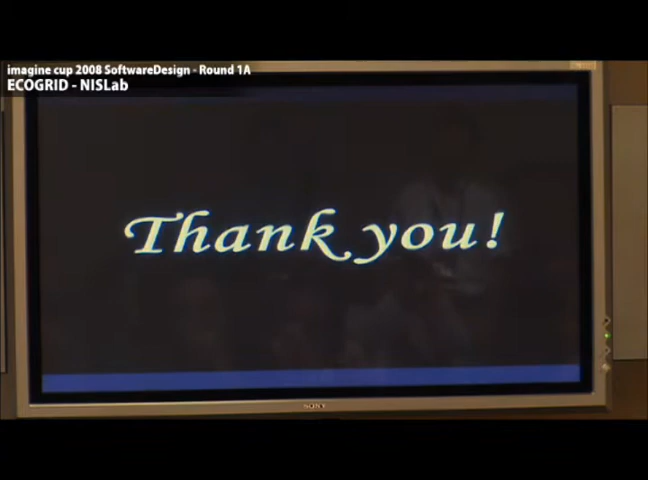 imagine cup 2008 SoftwareDesign - Round 1A
ECOGRID - NISLab
Thank you!
SONY